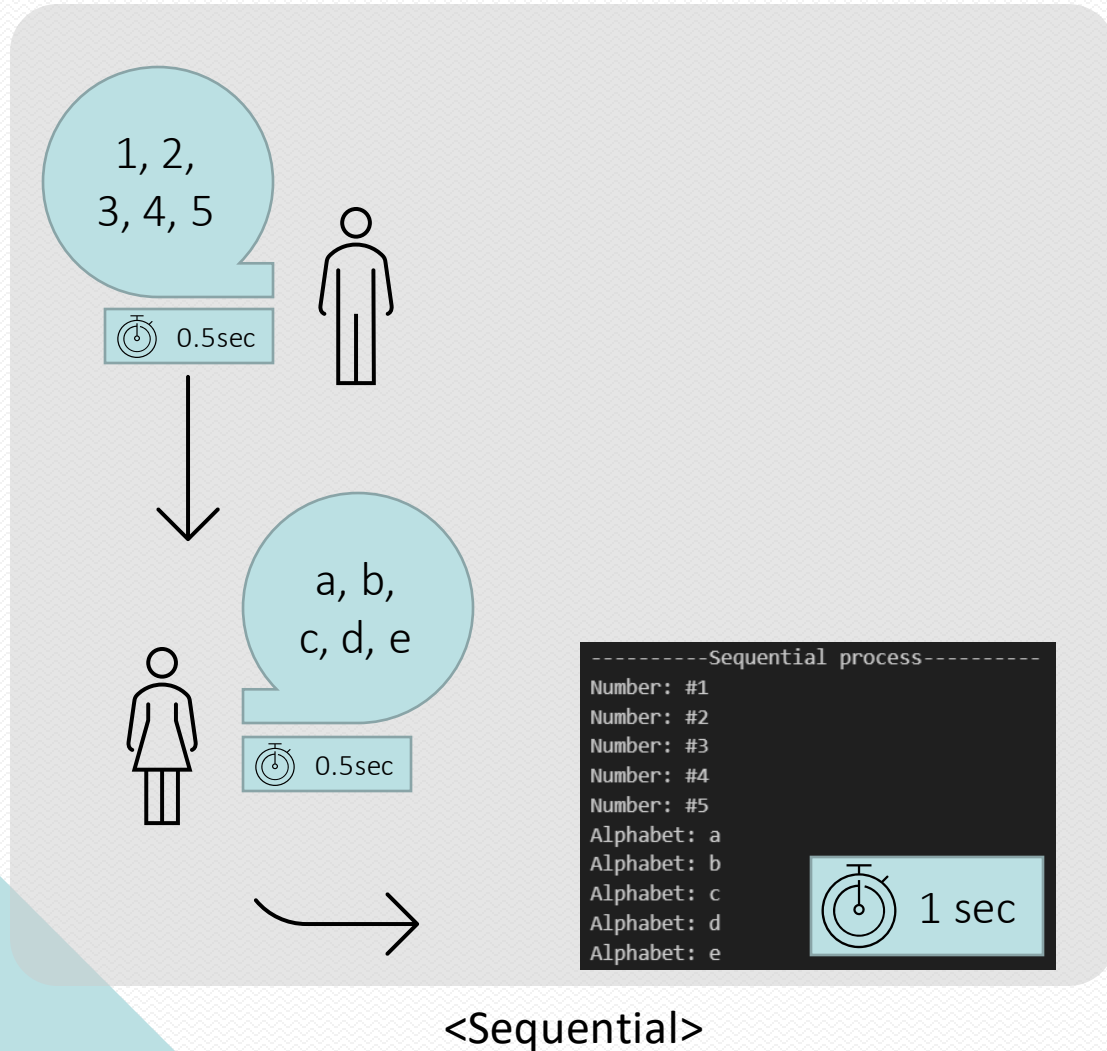 1, 2,
3, 4, 5
0.5sec
a, b,
c, d, e
0.5sec
----------Sequential process----------
Number: #1
Number: #2
Number: #3
Number: #4
Number: #5
Alphabet: a
Alphabet: b
Alphabet: c
Alphabet: d
Alphabet: e
1 sec
<Sequential>